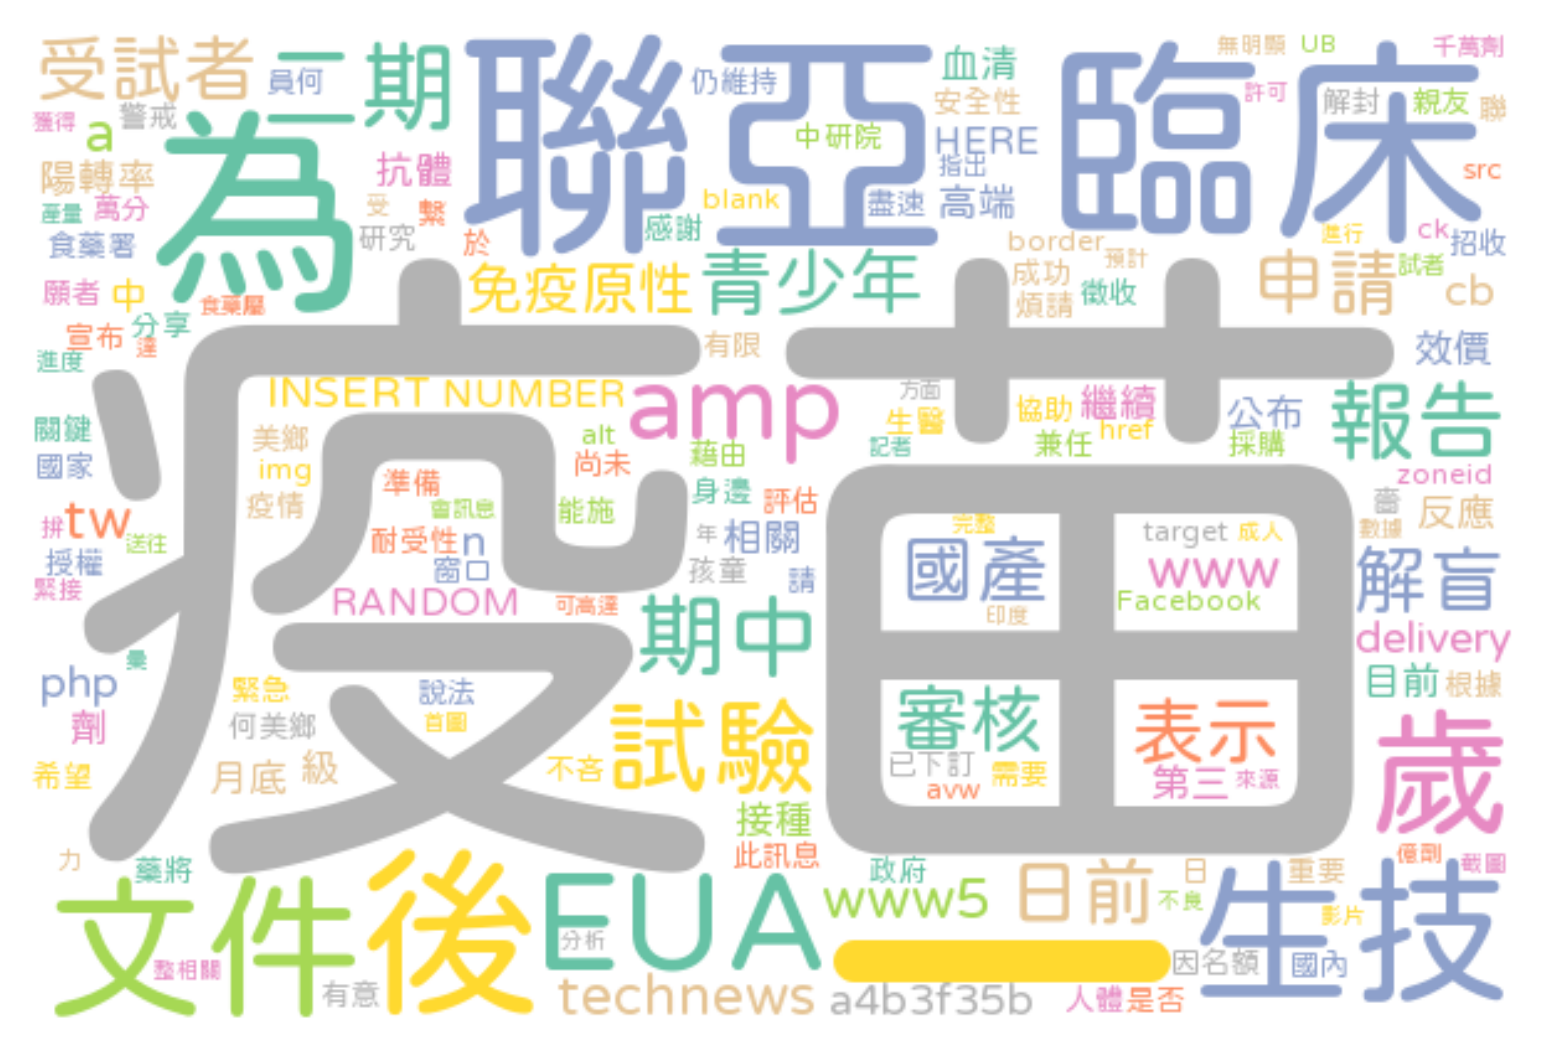 受試者
員何
二期
聯亞
仍維持
血清
臨床
無明顯
UB
千萬劑
獲得
a
警戒
為
安全性
許可
解封
親友
聯
中研院
HERE
指出
陽轉率
抗體
src
產量
萬分
受
繫
blank
盡速
高端
食藥署
研究
於
感謝
border
預計
進行
ck
招收
願者
中
食藥屬
免疫原性
青少年
成功
煩請
徵收
申請
試者
cb
宣布
達
分享
進度
有限
效價
INSERT NUMBER
amp
方面
生醫
協助
繼續
href
公布
報告
關鍵
美鄉
alt
記者
兼任
採購
國家
img
尚未
藉由
zoneid
疫苗
準備
身邊
評估
嗇
反應
疫情
會訊息
能施
數據
拚
tw
送往
耐受性
n
年
相關
完整
target
成人
授權
窗口
孩童
請
國產
www
解盲
緊接
RANDOM
可高達
印度
Facebook
期中
delivery
彙
php
緊急
說法
目前
根據
劑
何美鄉
首圖
試驗
審核
表示
歲
希望
月底
級
不吝
已下訂
需要
第三
來源
avw
接種
此訊息
億劑
截圖
力
藥將
文件
後
EUA
政府
www5
日前
日
不良
重要
生技
影片
分析
一
整相關
有意
technews
a4b3f35b
因名額
國內
人體
是否